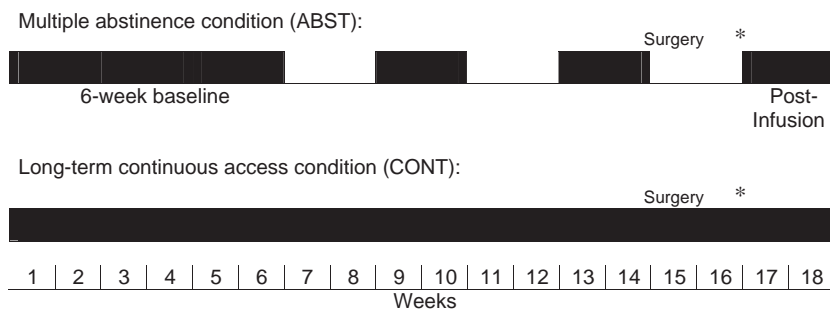 Multiple abstinence condition (ABST):
Surgery *
6-week baseline
Post-
Infusion
Long-term continuous access condition (CONT):
Surgery *
1 2 3 4 5 6 7 8 9 10 11 12 13 14 15 16 17 18
Weeks